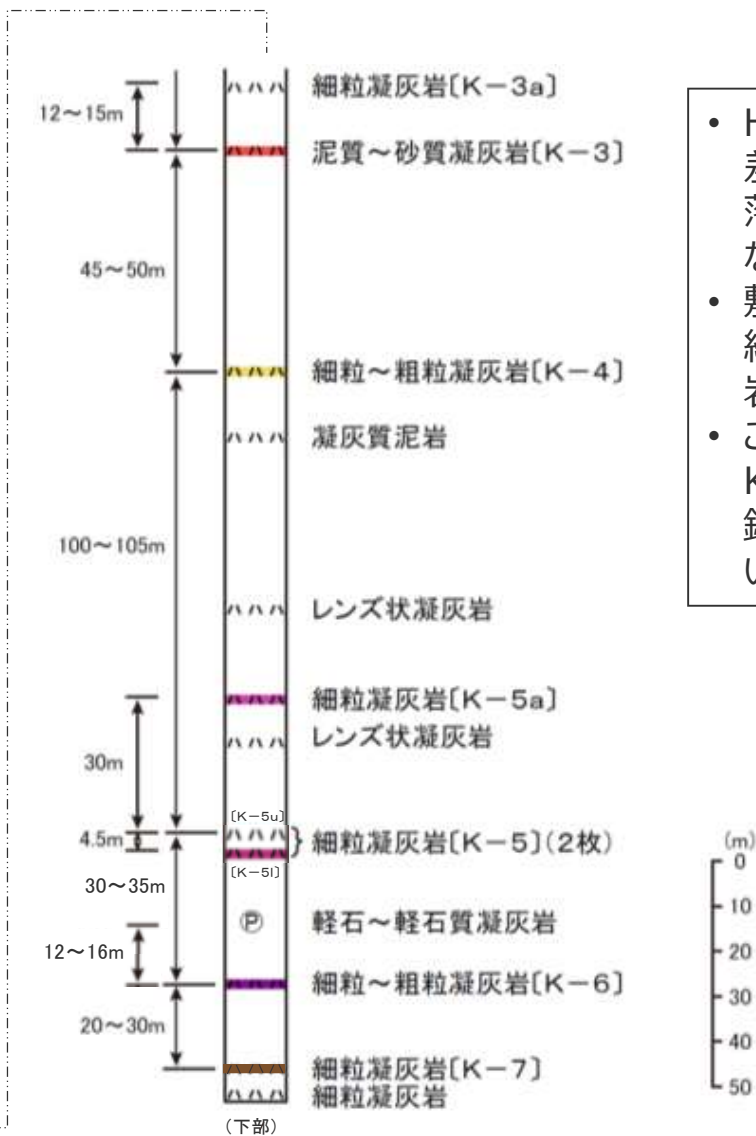 細粒凝灰岩〔K－3a〕
12～15m
泥質～砂質凝灰岩〔K－3〕
45～50m
細粒～粗粒凝灰岩〔K－4〕
凝灰質泥岩
100～105m
レンズ状凝灰岩
細粒凝灰岩〔K－5a〕
レンズ状凝灰岩
30m
〔K－5u〕
4.5m
細粒凝灰岩〔K－5〕(2枚)
〔K－5l〕
30～35m
Ⓟ 軽石～軽石質凝灰岩
12～16m
細粒～粗粒凝灰岩〔K－6〕
20～30m
細粒凝灰岩〔K－7〕
細粒凝灰岩
(下部)
•
•
•
こ
K
い
(m)
0
10
20
30
40
50